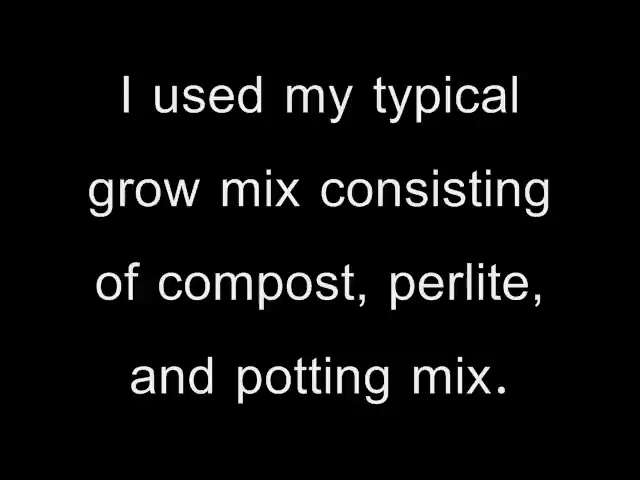 I used my typical
grow mix consisting
of compost, perlite,
and potting mix.